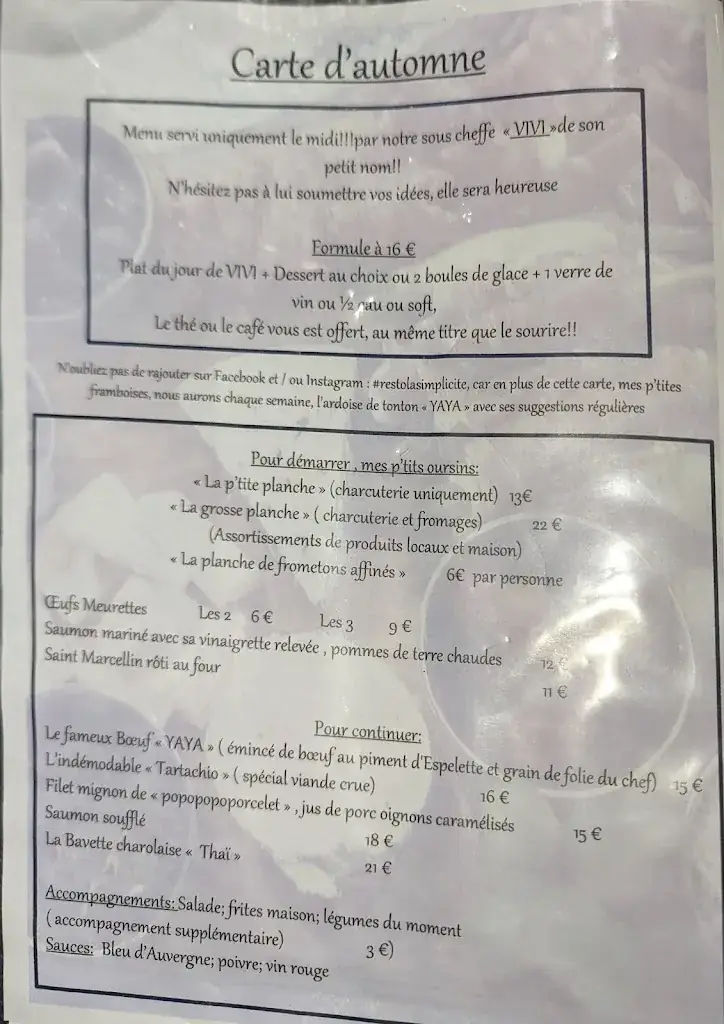 Carte d'automne
Menu servi uniquement le midi!!!par notre sous cheffe « VIVI »de son
petit nom!!
N'hésitez pas à lui soumettre vos idées, elle sera heureuse
Formule à 16 €
Plat du jour de VIVI + Dessert au choix ou 2 boules de glace + 1 verre de
vin ou ½ eau ou soft,
Le thé ou le café vous est offert, au même titre que le sourire!!
N'oubliez pas de rajouter sur Facebook et / ou Instagram : #restolasimplicite, car en plus de cette carte, mes p'tites
framboises, nous aurons chaque semaine, l'ardoise de tonton « YAYA » avec ses suggestions régulières
Pour démarrer , mes p'tits oursins:
« La p'tite planche » (charcuterie uniquement) 13€
« La grosse planche » ( charcuterie et fromages) 22 €
(Assortissements de produits locaux et maison)
« La planche de frometons affinés » 6€ par personne
Œufs Meurettes Les 2 6 € Les 3 9 €
Saumon mariné avec sa vinaigrette relevée , pommes de terre chaudes 12 €
Saint Marcellin rôti au four 11 €
Pour continuer:
Le fameux Bœuf « YAYA » ( émincé de bœuf au piment d'Espelette et grain de folie du chef) 15 €
L'indémodable « Tartachio » ( spécial viande crue) 16 €
Filet mignon de « popopopoporcelet » , jus de porc oignons caramélisés 15 €
Saumon soufflé 18 €
La Bavette charolaise « Thaï » 21 €
Accompagnements: Salade; frites maison; légumes du moment
( accompagnement supplémentaire) 3 €)
Sauces: Bleu d'Auvergne; poivre; vin rouge